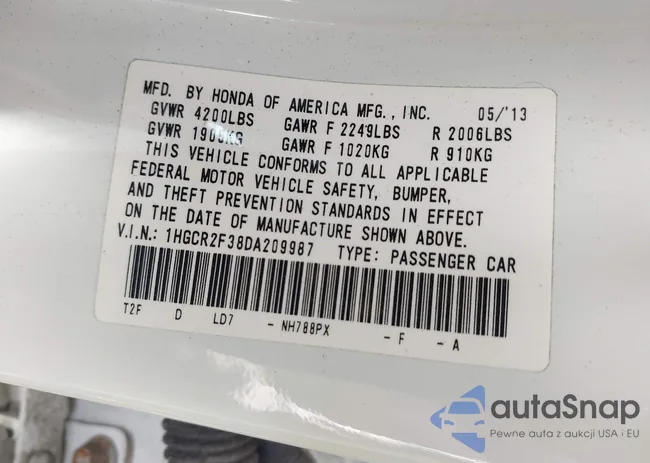 MFD. BY HONDA OF AMERICA MFG., INC. 05/'13
GVWR 4200LBS GAWR F 2249LBS R 2006LBS
GVWR 1900KG GAWR F 1020KG R 910KG
THIS VEHICLE CONFORMS TO ALL APPLICABLE
FEDERAL MOTOR VEHICLE SAFETY, BUMPER,
AND THEFT PREVENTION STANDARDS IN EFFECT
ON THE DATE OF MANUFACTURE SHOWN ABOVE.
V.I.N.: 1HGCR2F38DA209987 TYPE: PASSENGER CAR
T2F D LD7 - NH788PX - F - A
autaSnap
Pewne auta z aukcji USA i EU